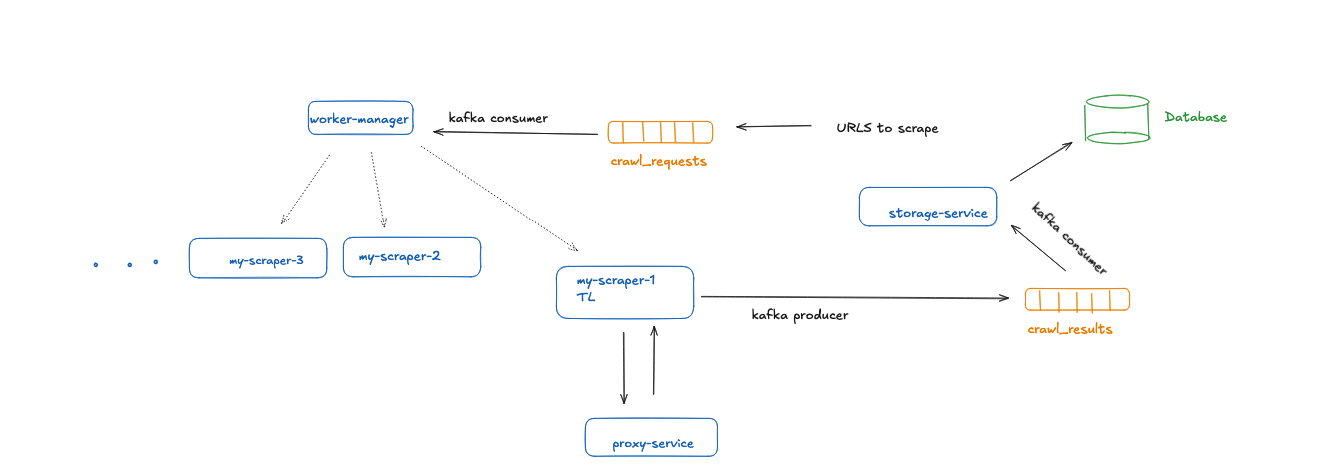 worker-manager
kafka consumer
crawl_requests
URLS to scrape
Database
storage-service
kafka consumer
my-scraper-3
my-scraper-2
my-scraper-1
TL
kafka producer
crawl_results
proxy-service